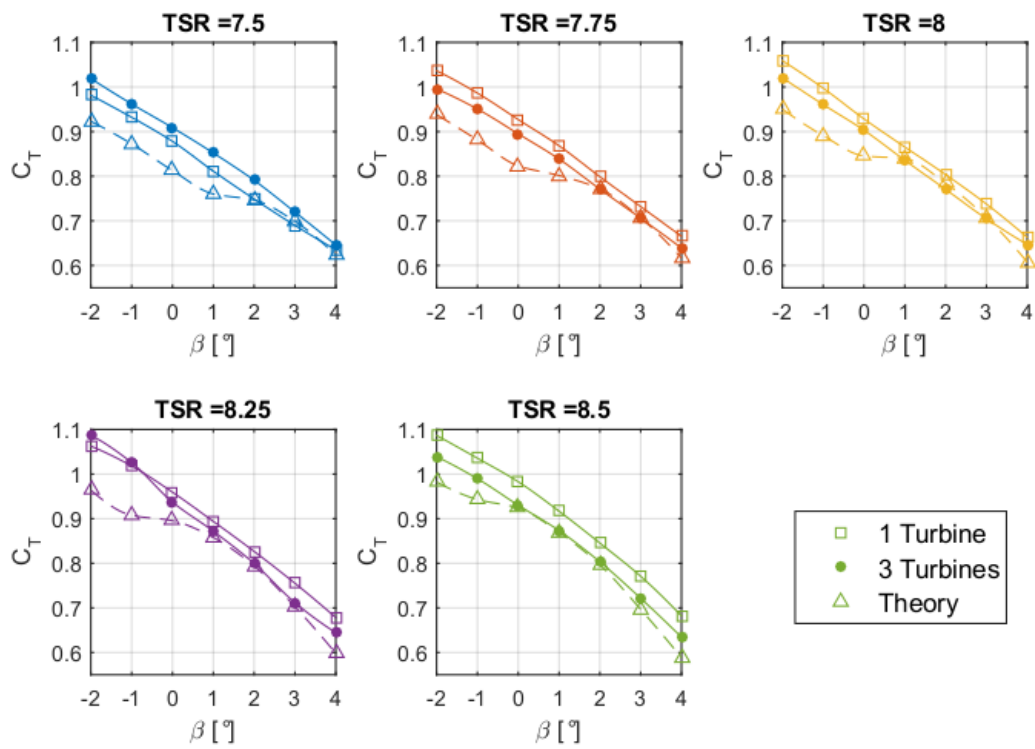 TSR =7.5
1.1
1
0.9
0.8
0.7
0.6
C_T
-2 -1 0 1 2 3 4
β [ °]
TSR =7.75
1.1
1
0.9
0.8
0.7
0.6
C_T
-2 -1 0 1 2 3 4
β [ °]
TSR =8
1.1
1
0.9
0.8
0.7
0.6
C_T
-2 -1 0 1 2 3 4
β [ °]
TSR =8.25
1.1
1
0.9
0.8
0.7
0.6
C_T
-2 -1 0 1 2 3 4
β [ °]
TSR =8.5
1.1
1
0.9
0.8
0.7
0.6
C_T
-2 -1 0 1 2 3 4
β [ °]
1 Turbine
3 Turbines
Theory